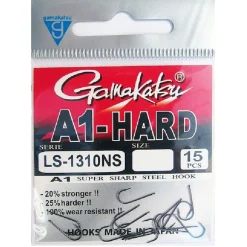 Gamakatsu
A1-HARD
SERIE SIZE
LS-1310NS 15 PCS
A1 SUPER SHARP STEEL HOOK
- 20% stronger !!
- 25% harder !!
- 100% wear resistant !!
HOOKS MADE IN JAPAN